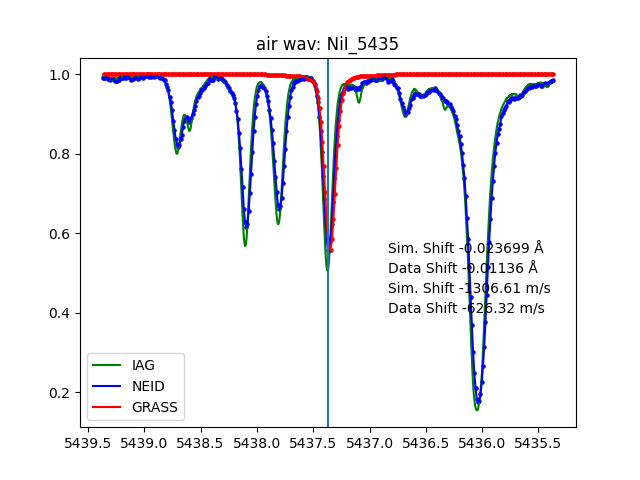 air wav: NiI_5435
1.0
0.8
0.6
0.4
0.2
Sim. Shift -0.023699 Å
Data Shift -0.01136 Å
Sim. Shift -1306.61 m/s
Data Shift -626.32 m/s
IAG
NEID
GRASS
5439.5 5439.0 5438.5 5438.0 5437.5 5437.0 5436.5 5436.0 5435.5